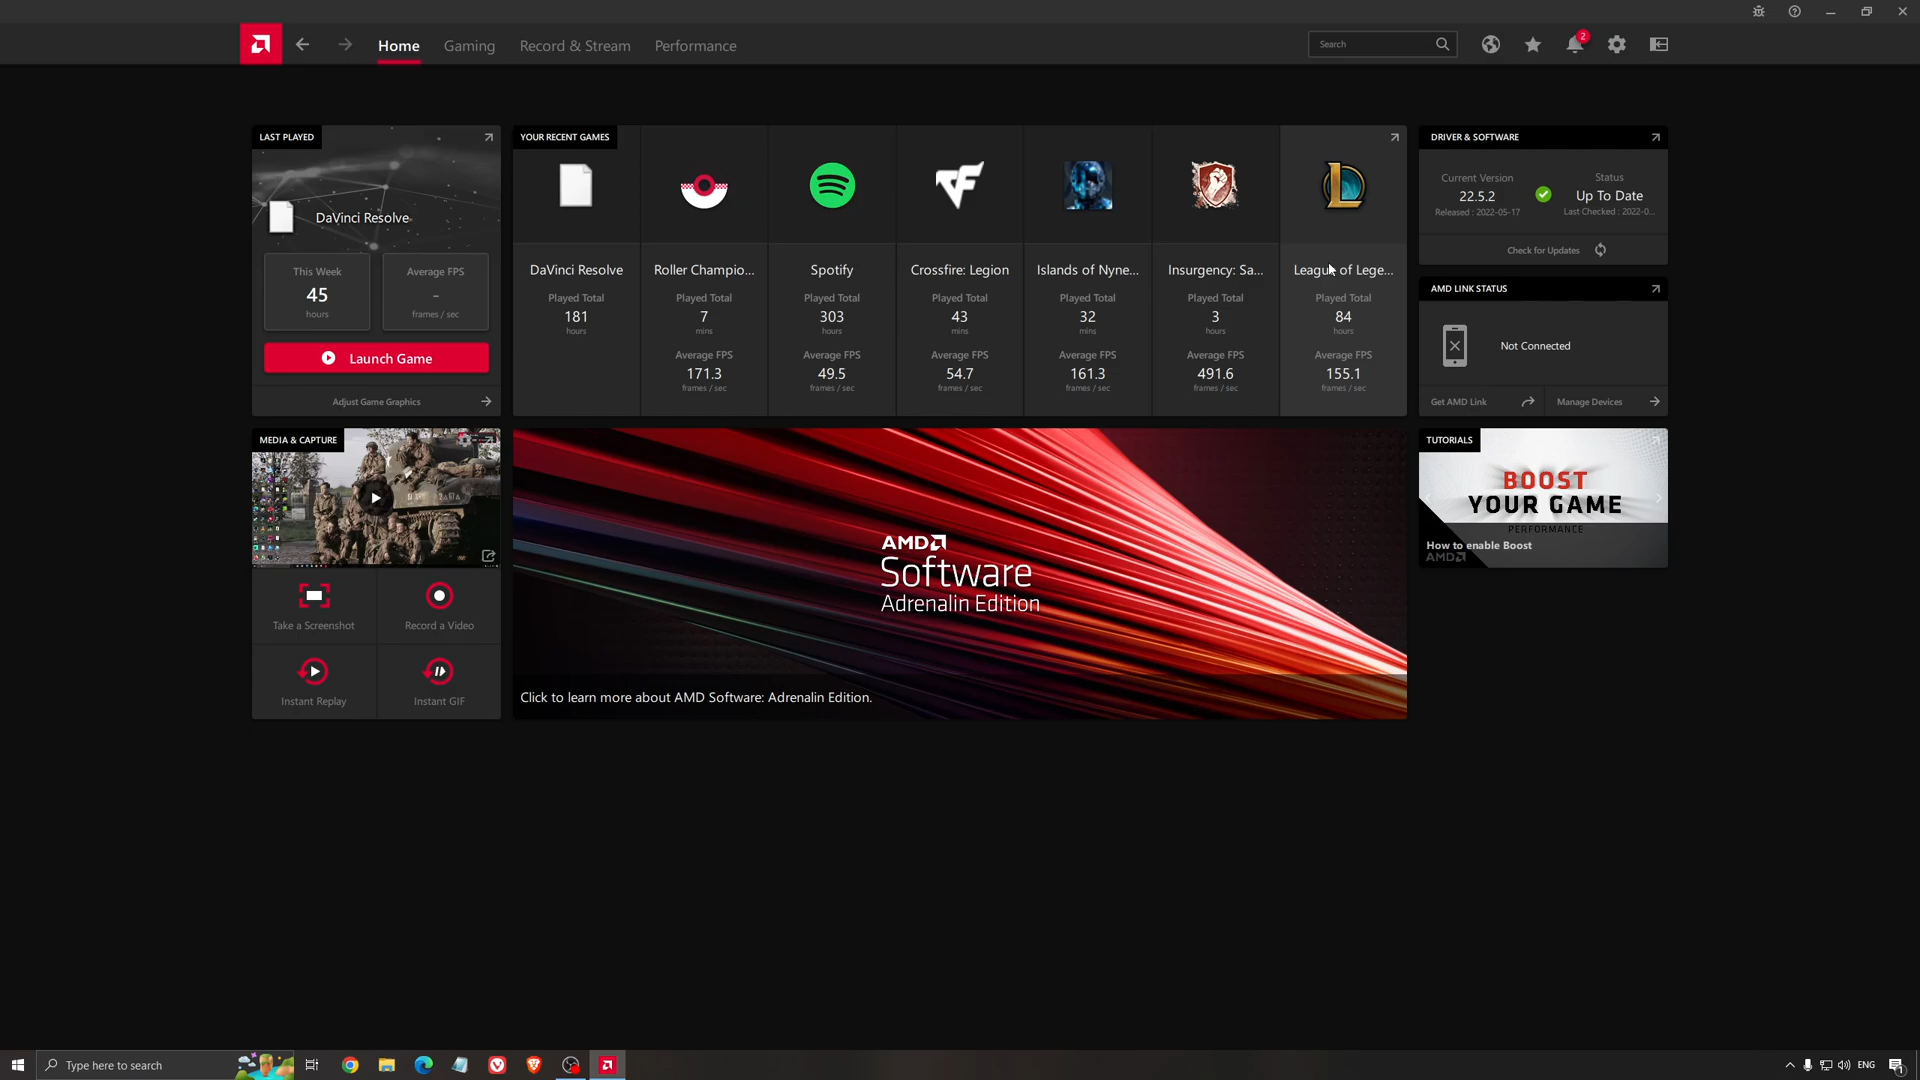 Home
Gaming
Record & Stream
Performance
Search
2
LAST PLAYED
DaVinci Resolve
This Week
45
hours
Average FPS
–
frames / sec
Launch Game
Adjust Game Graphics
YOUR RECENT GAMES
DaVinci Resolve
Played Total
181
hours
Roller Champio...
Played Total
7
mins
Average FPS
171.3
frames / sec
Spotify
Played Total
303
hours
Average FPS
49.5
frames / sec
Crossfire: Legion
Played Total
43
mins
Average FPS
54.7
frames / sec
Islands of Nyne...
Played Total
32
mins
Average FPS
161.3
frames / sec
Insurgency: Sa...
Played Total
3
hours
Average FPS
491.6
frames / sec
League of Lege...
Played Total
84
hours
Average FPS
155.1
frames / sec
DRIVER & SOFTWARE
Current Version
22.5.2
Released : 2022-05-17
Status
Up To Date
Last Checked : 2022-0...
Check for Updates
AMD LINK STATUS
Not Connected
Get AMD Link
Manage Devices
MEDIA & CAPTURE
Take a Screenshot
Record a Video
Instant Replay
Instant GIF
AMD
Software
Adrenalin Edition
Click to learn more about AMD Software: Adrenalin Edition.
TUTORIALS
BOOST
YOUR GAME
PERFORMANCE
How to enable Boost
AMD
Type here to search
ENG
1